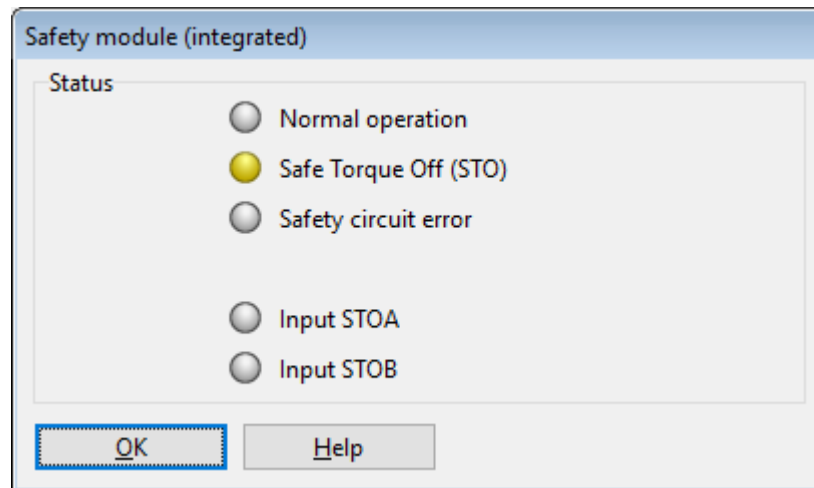 Safety module (integrated)
Status
Normal operation
Safe Torque Off (STO)
Safety circuit error
Input STOA
Input STOB
OK
Help